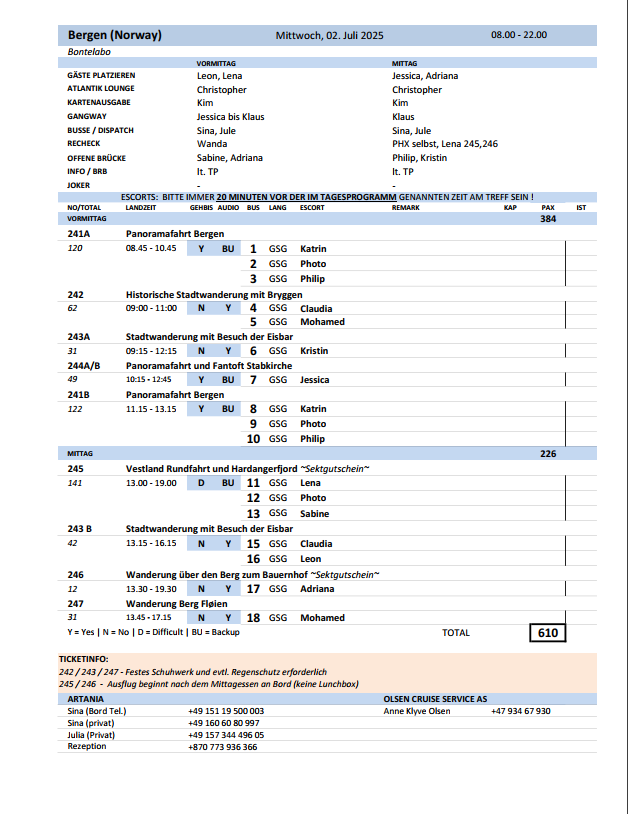 Bergen (Norway) Mittwoch, 02. Juli 2025 08.00 - 22.00
Bontelabo
VORMITTAG MITTAG
GÄSTE PLATZIEREN Leon, Lena Jessica, Adriana
ATLANTIK LOUNGE Christopher Christopher
KARTENAUSGABE Kim Kim
GANGWAY Jessica bis Klaus Klaus
BUSSE / DISPATCH Sina, Jule Sina, Jule
RECHECK Wanda PHX selbst, Lena 245,246
OFFENE BRÜCKE Sabine, Adriana Philip, Kristin
INFO / BRB lt. TP lt. TP
JOKER - -
ESCORTS: BITTE IMMER 20 MINUTEN VOR DER IM TAGESPROGRAMM GENANNTEN ZEIT AM TREFF SEIN !
NO/TOTAL LANDZEIT GEHBIS AUDIO BUS LANG ESCORT REMARK KAP PAX IST
VORMITTAG 384
241A Panoramafahrt Bergen
120 08.45 - 10.45 Y BU 1 GSG Katrin
2 GSG Photo
3 GSG Philip
242 Historische Stadtwanderung mit Bryggen
62 09:00 - 11:00 N Y 4 GSG Claudia
5 GSG Mohamed
243A Stadtwanderung mit Besuch der Eisbar
31 09:15 - 12:15 N Y 6 GSG Kristin
244A/B Panoramafahrt und Fantoft Stabkirche
49 10:15 - 12:45 Y BU 7 GSG Jessica
241B Panoramafahrt Bergen
122 11.15 - 13.15 Y BU 8 GSG Katrin
9 GSG Photo
10 GSG Philip
MITTAG 226
245 Vestland Rundfahrt und Hardangerfjord ~Sektgutschein~
141 13.00 - 19.00 D BU 11 GSG Lena
12 GSG Photo
13 GSG Sabine
243 B Stadtwanderung mit Besuch der Eisbar
42 13.15 - 16.15 N Y 15 GSG Claudia
16 GSG Leon
246 Wanderung über den Berg zum Bauernhof ~Sektgutschein~
12 13.30 - 19.30 N Y 17 GSG Adriana
247 Wanderung Berg Fløien
31 13.45 - 17.15 N Y 18 GSG Mohamed
Y = Yes | N = No | D = Difficult | BU = Backup TOTAL 610
TICKETINFO:
242 / 243 / 247 - Festes Schuhwerk und evtl. Regenschutz erforderlich
245 / 246 - Ausflug beginnt nach dem Mittagessen an Bord (keine Lunchbox)
ARTANIA OLSEN CRUISE SERVICE AS
Sina (Bord Tel.) +49 151 19 500 003 Anne Klyve Olsen +47 934 67 930
Sina (privat) +49 160 60 80 997
Julia (Privat) +49 157 344 496 05
Rezeption +870 773 936 366